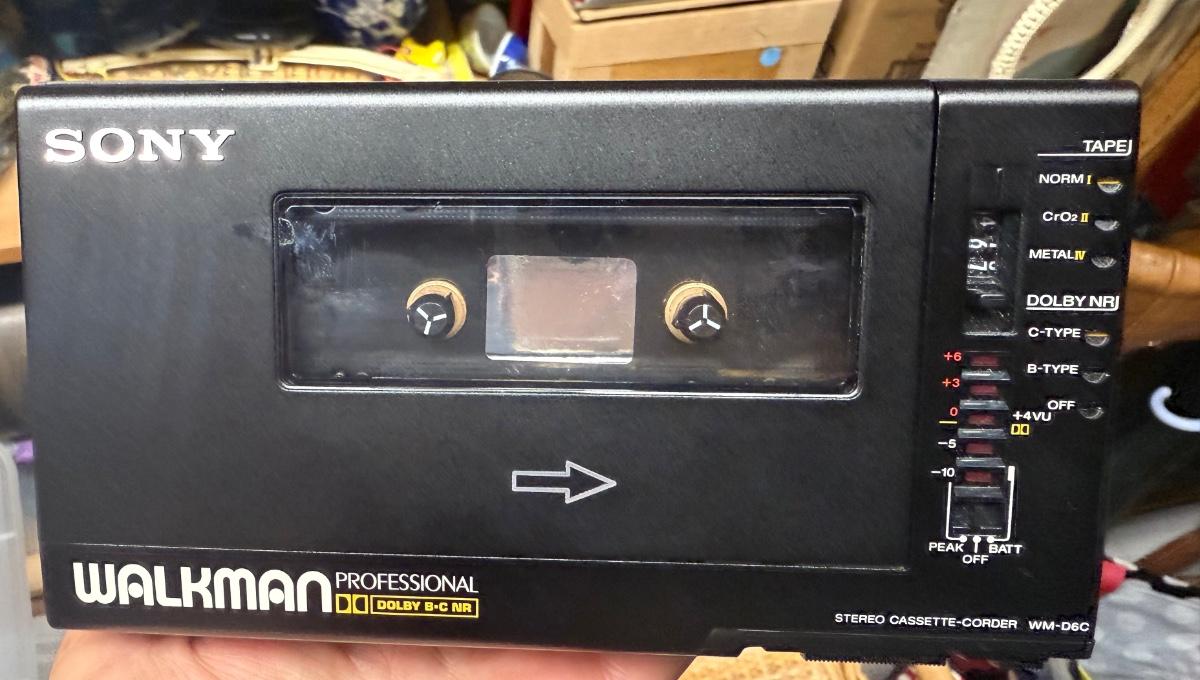 SONY
TAPE
NORM I
CrO2 II
METAL IV
DOLBY NR
C-TYPE
B-TYPE
OFF
+6
+3
0
+4VU
-5
-10
PEAK
BATT
OFF
WALKMAN PROFESSIONAL
DOLBY B·C NR
STEREO CASSETTE-CORDER WM-D6C